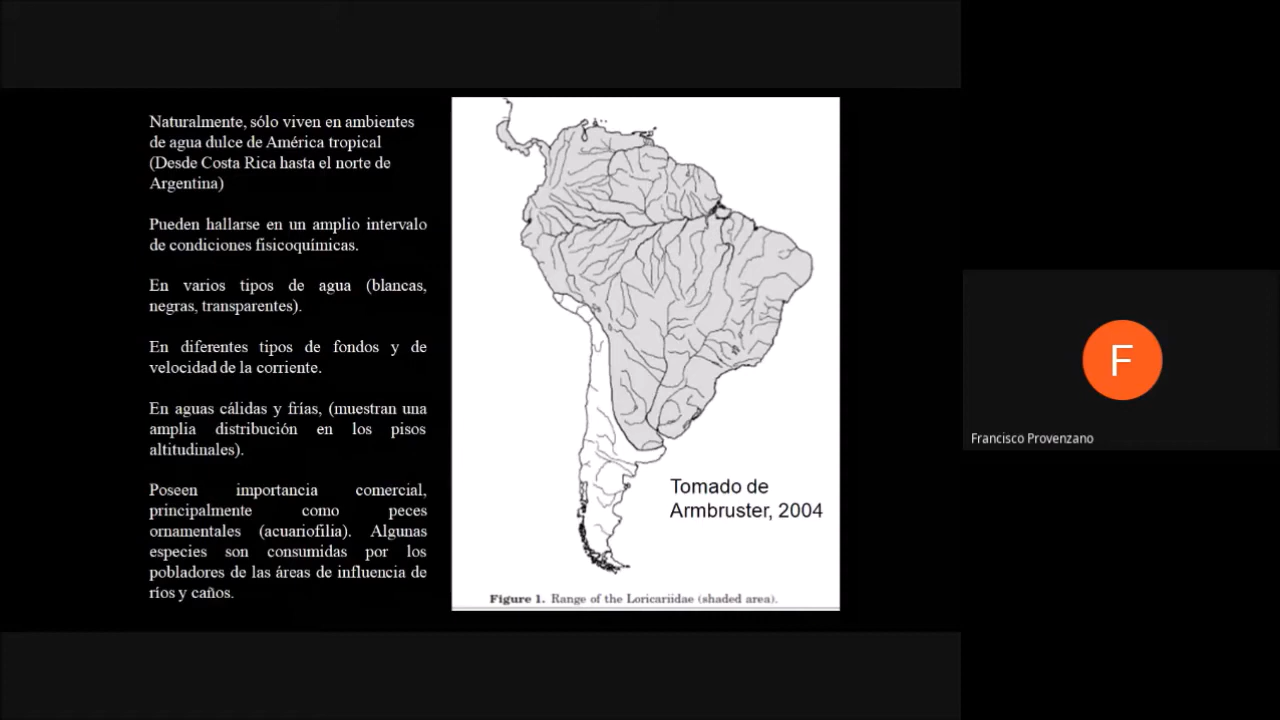 Naturalmente, sólo viven en ambientes
de agua dulce de América tropical
(Desde Costa Rica hasta el norte de
Argentina)
Pueden hallarse en un amplio intervalo
de condiciones fisicoquímicas.
En varios tipos de agua (blancas,
negras, transparentes).
En diferentes tipos de fondos y de
velocidad de la corriente.
En aguas cálidas y frías, (muestran una
amplia distribución en los pisos
altitudinales).
Poseen importancia comercial,
principalmente como peces
ornamentales (acuariofilia). Algunas
especies son consumidas por los
pobladores de las áreas de influencia de
ríos y caños.
Tomado de
Armbruster, 2004
Figure 1. Range of the Loricariidae (shaded area).
F
Francisco Provenzano